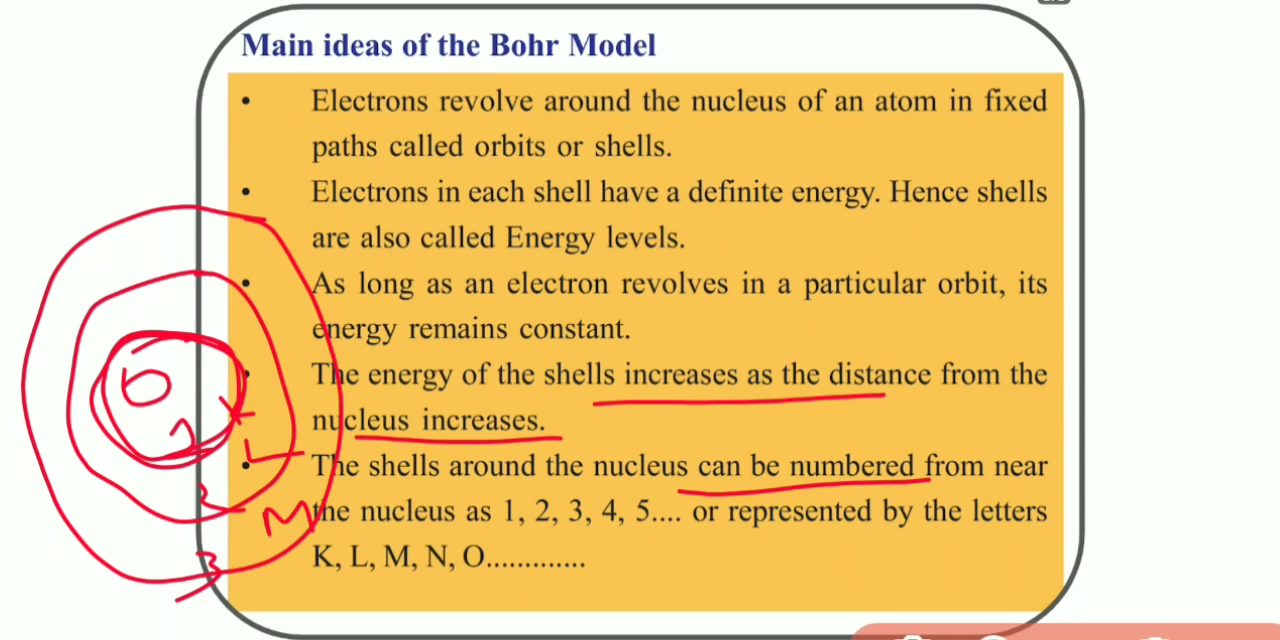 Main ideas of the Bohr Model
• Electrons revolve around the nucleus of an atom in fixed
paths called orbits or shells.
• Electrons in each shell have a definite energy. Hence shells
are also called Energy levels.
• As long as an electron revolves in a particular orbit, its
energy remains constant.
• The energy of the shells increases as the distance from the
nucleus increases.
• The shells around the nucleus can be numbered from near
the nucleus as 1, 2, 3, 4, 5.... or represented by the letters
K, L, M, N, O.............
K
L
2
M
3